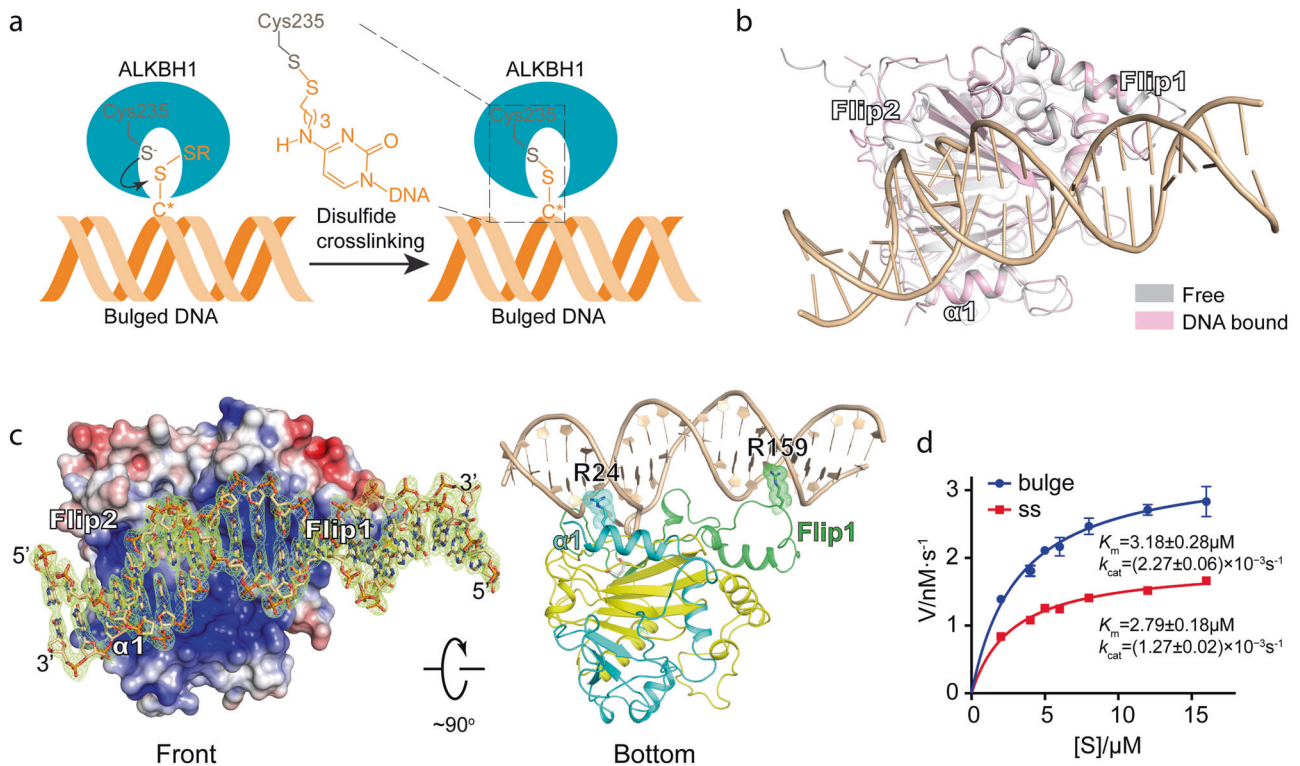 a
Cys235
ALKBH1
Cys235
S⁻
SR
S
C*
Bulged DNA
S
S
3
H
N
N
O
N
DNA
Disulfide
crosslinking
ALKBH1
Cys235
S
S
C*
Bulged DNA
b
Flip2
Flip1
α1
Free
DNA bound
c
Flip2
Flip1
5’
3’
3’
5’
α1
Front
~90°
R24
R159
α1
Flip1
Bottom
d
V/nM·s⁻¹
3
2
1
0
bulge
ss
Kₘ=3.18±0.28μM
k_cat=(2.27±0.06)×10⁻³s⁻¹
Kₘ=2.79±0.18μM
k_cat=(1.27±0.02)×10⁻³s⁻¹
0 5 10 15
[S]/μM